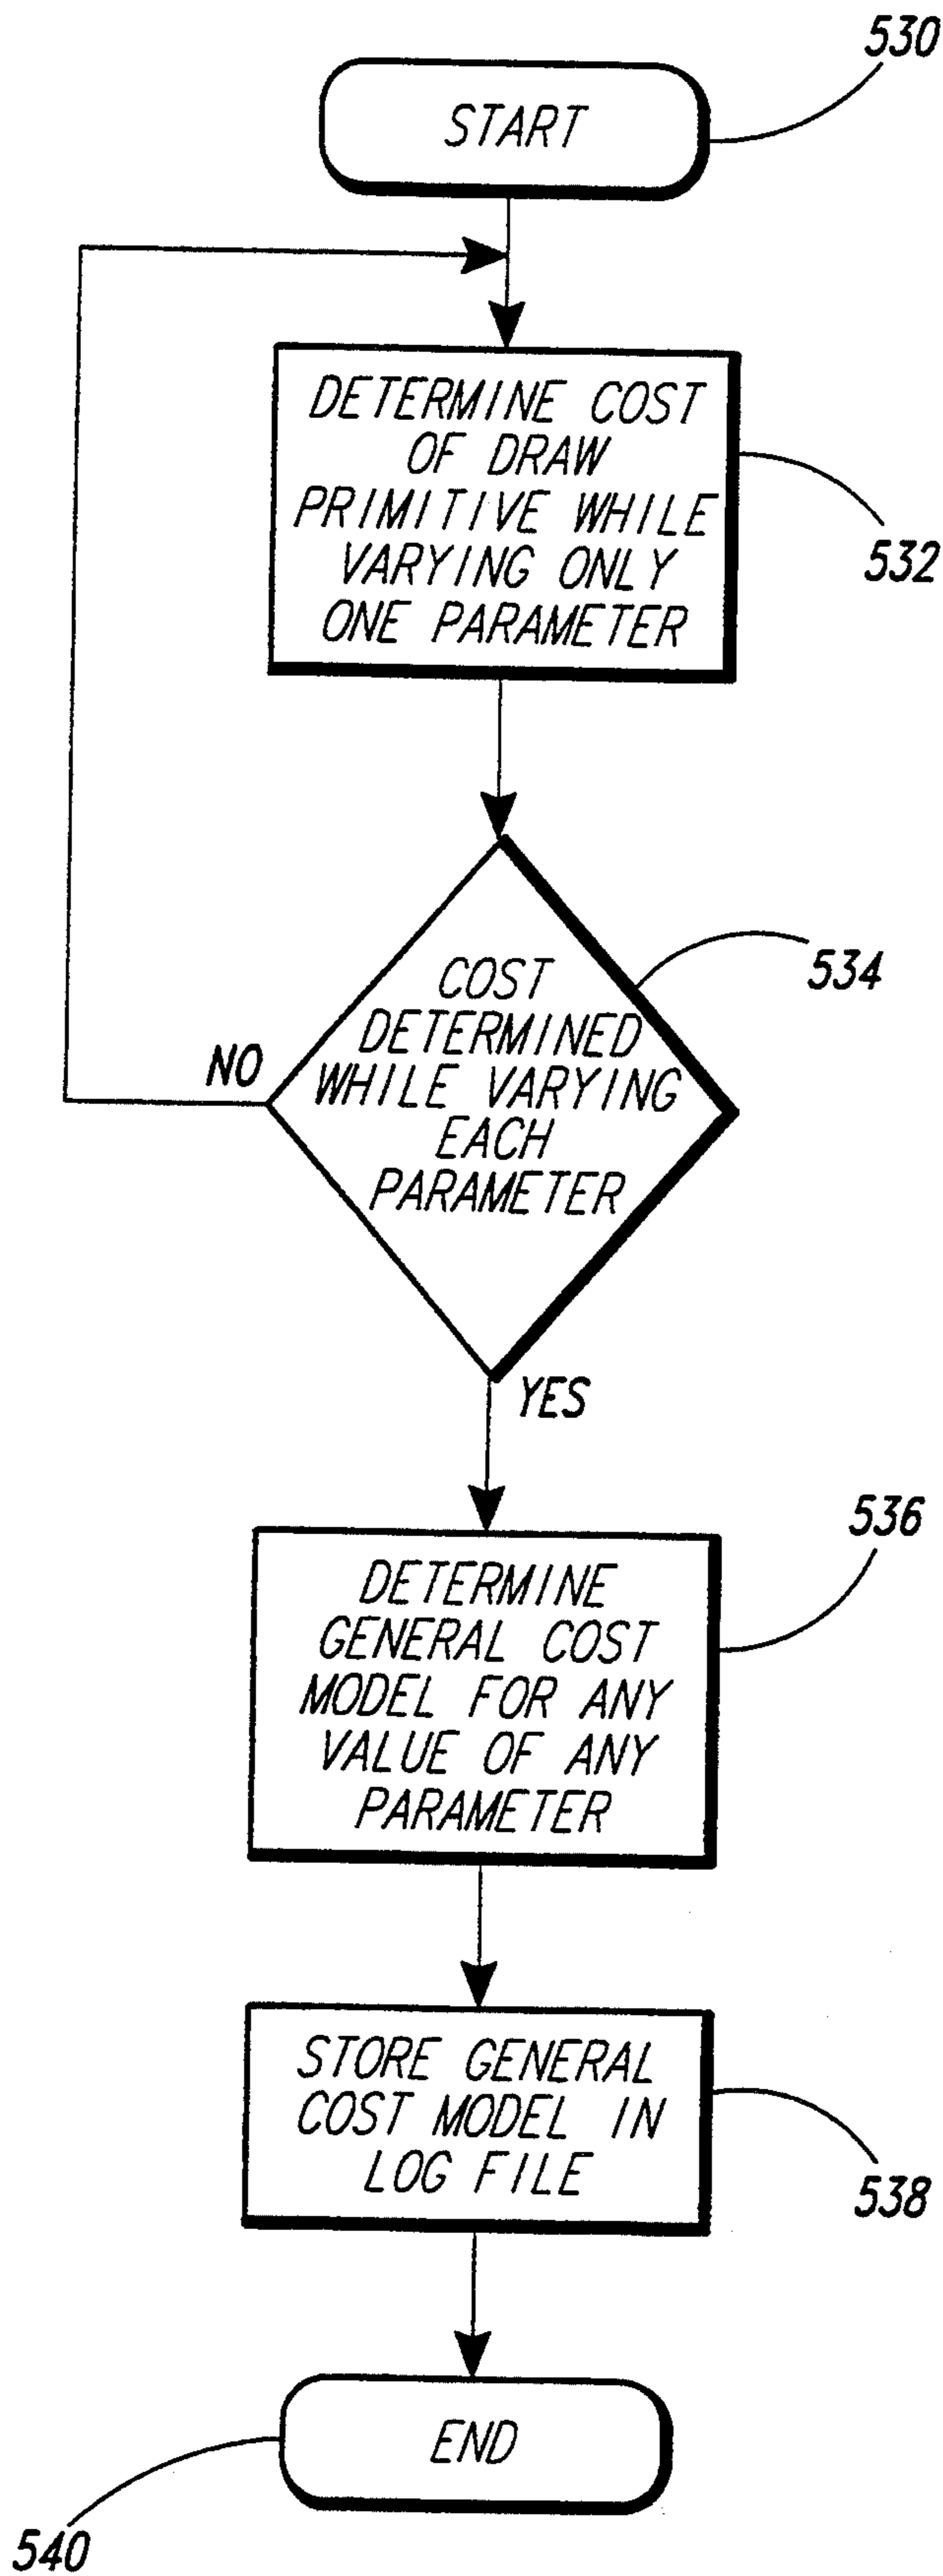 530
START
DETERMINE COST
OF DRAW
PRIMITIVE WHILE
VARYING ONLY
ONE PARAMETER
532
COST
DETERMINED
WHILE VARYING
EACH
PARAMETER
534
NO
YES
536
DETERMINE
GENERAL COST
MODEL FOR ANY
VALUE OF ANY
PARAMETER
STORE GENERAL
COST MODEL IN
LOG FILE
538
END
540